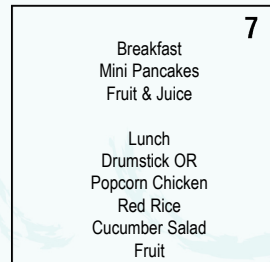 7
Breakfast
Mini Pancakes
Fruit & Juice
Lunch
Drumstick OR
Popcorn Chicken
Red Rice
Cucumber Salad
Fruit